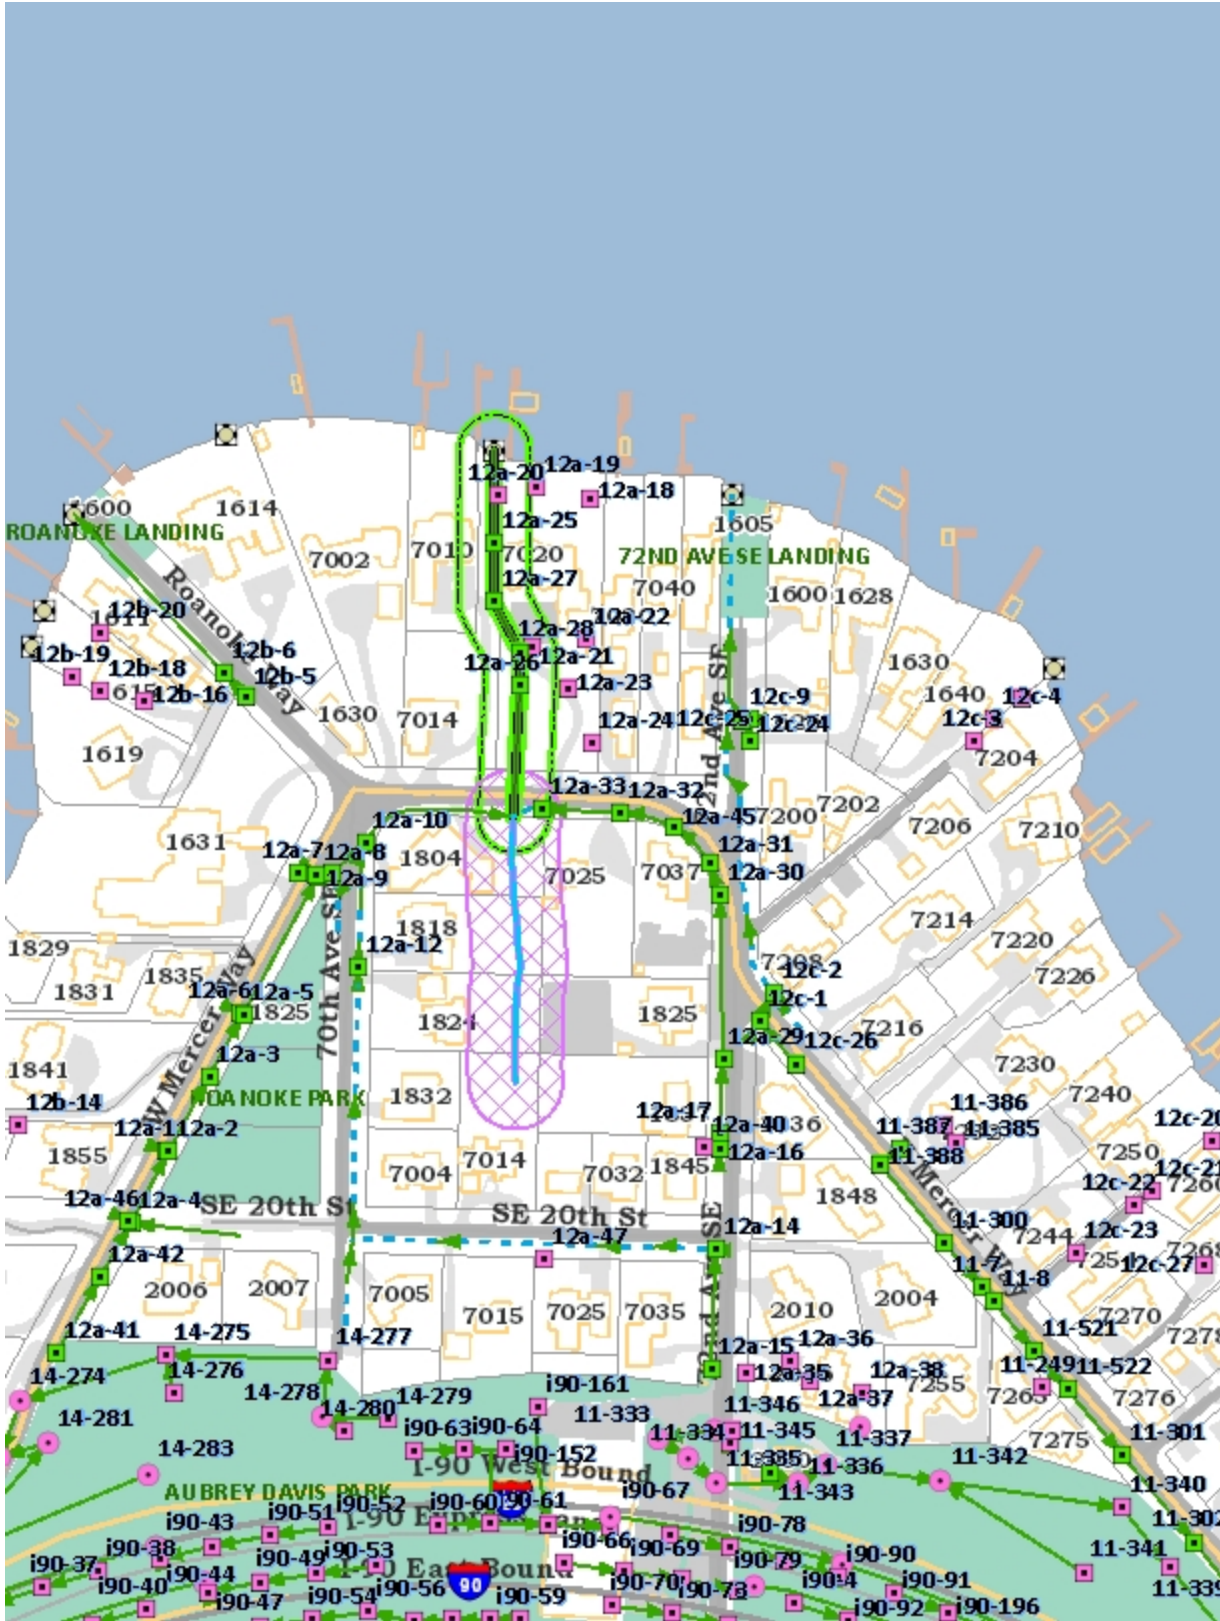 12a-20
12a-19
12a-18
1600
1614
ROANOKE LANDING
12a-25
1605
7002
7010
7020
72ND AVE SE LANDING
12a-27
7040
1600
1628
Roanoke Way
12b-20
1611
12a-22
12a-28
12b-19
12b-6
12a-21
12b-18
12b-5
12a-26
1630
615
12b-16
12a-23
12c-9
1640
12c-4
1630
7014
12a-24
12c-25
12c-24
12c-3
1619
7204
72nd Ave SE
12a-33
12a-32
7202
12a-10
12a-45
7200
7206
7210
1631
12a-7
12a-8
1804
12a-31
12a-9
7025
7037
12a-30
1818
7214
1829
12a-12
7220
7208
12c-2
1835
7226
1831
12a-6
12a-5
12c-1
1825
70th Ave SE
1824
1825
12a-29
12c-26
7216
W Mercer Way
12a-3
1841
7230
ROANOKE PARK
1832
7240
12b-14
12a-17
11-386
12c-20
12a-11
12a-2
12a-40
11-387
11-385
1855
7014
12a-16
7250
7004
7032
1845
11-388
12c-21
12a-46
12a-4
1848
12c-22
SE 20th St
SE 20th St
12a-14
11-300
7244
12c-23
12a-42
12a-47
11-7
12c-27
2006
2007
7005
7015
7025
7035
72nd Ave SE
2010
2004
11-8
7270
12a-41
14-275
14-277
12a-15
12a-36
11-521
14-274
14-276
12a-35
12a-38
11-249
11-522
14-278
14-279
i90-161
12a-37
7255
7276
14-281
14-280
11-333
11-346
i90-63
i90-64
11-334
11-345
11-337
7275
11-301
14-283
i90-152
11-335
11-336
11-342
I-90 West Bound
11-340
AUBREY DAVIS PARK
11-343
i90-51
i90-52
i90-60
i90-61
i90-67
i90-43
i90-78
11-302
i90-38
i90-66
i90-37
i90-49
i90-53
i90-69
i90-79
i90-90
11-341
I-90 East Bound
i90-40
i90-44
i90-70
i90-91
90
i90-47
i90-54
i90-56
i90-59
i90-92
i90-196